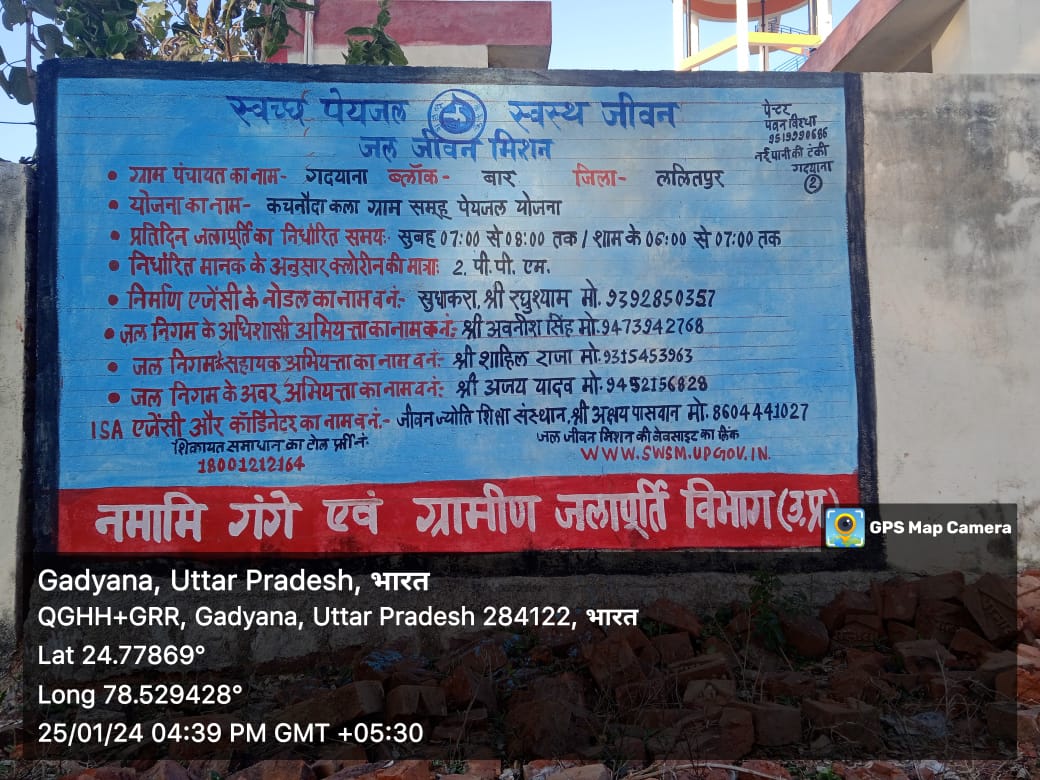 स्वच्छ पेयजल स्वस्थ जीवन
जल जीवन मिशन
पेन्टर
पवन विरधा
9519990686
नई पानी की टंकी
गदयाना
2
• ग्राम पंचायत का नाम- गदयाना ब्लॉक- बार जिला- ललितपुर
• योजना का नाम- कचनौदा कला ग्राम समूह पेयजल योजना
• प्रतिदिन जलापूर्ति का निर्धारित समयः सुबह 07:00 से 08:00 तक / शाम के 06:00 से 07:00 तक
• निर्धारित मानक के अनुसार क्लोरीन की मात्राः 2. पी. पी. एम.
• निर्माण एजेंसी के नोडल का नाम व नं:- सुधाकरा, श्री रघुश्याम मो. 9392850357
• जल निगम के अधिशासी अभियन्ता का नाम व नं:- श्री अवनीश सिंह मो. 9473942768
• जल निगम के सहायक अभियन्ता का नाम व नं:- श्री शाहिल राजा मो. 9315453963
• जल निगम के अवर अभियन्ता का नाम व नं:- श्री अजय यादव मो. 9452156828
ISA एजेंसी और कॉर्डिनेटर का नाम व नं.- जीवन ज्योति शिक्षा संस्थान, श्री अक्षय पासवान मो. 8604441027
शिकायत समाधान का टोल फ्री नं.
18001212164
जल जीवन मिशन की वेबसाइट का लिंक
WWW.SWSM.UPGOV.IN.
नमामि गंगे एवं ग्रामीण जलापूर्ति विभाग (उ.प्र.)
GPS Map Camera
Gadyana, Uttar Pradesh, भारत
QGHH+GRR, Gadyana, Uttar Pradesh 284122, भारत
Lat 24.77869°
Long 78.529428°
25/01/24 04:39 PM GMT +05:30